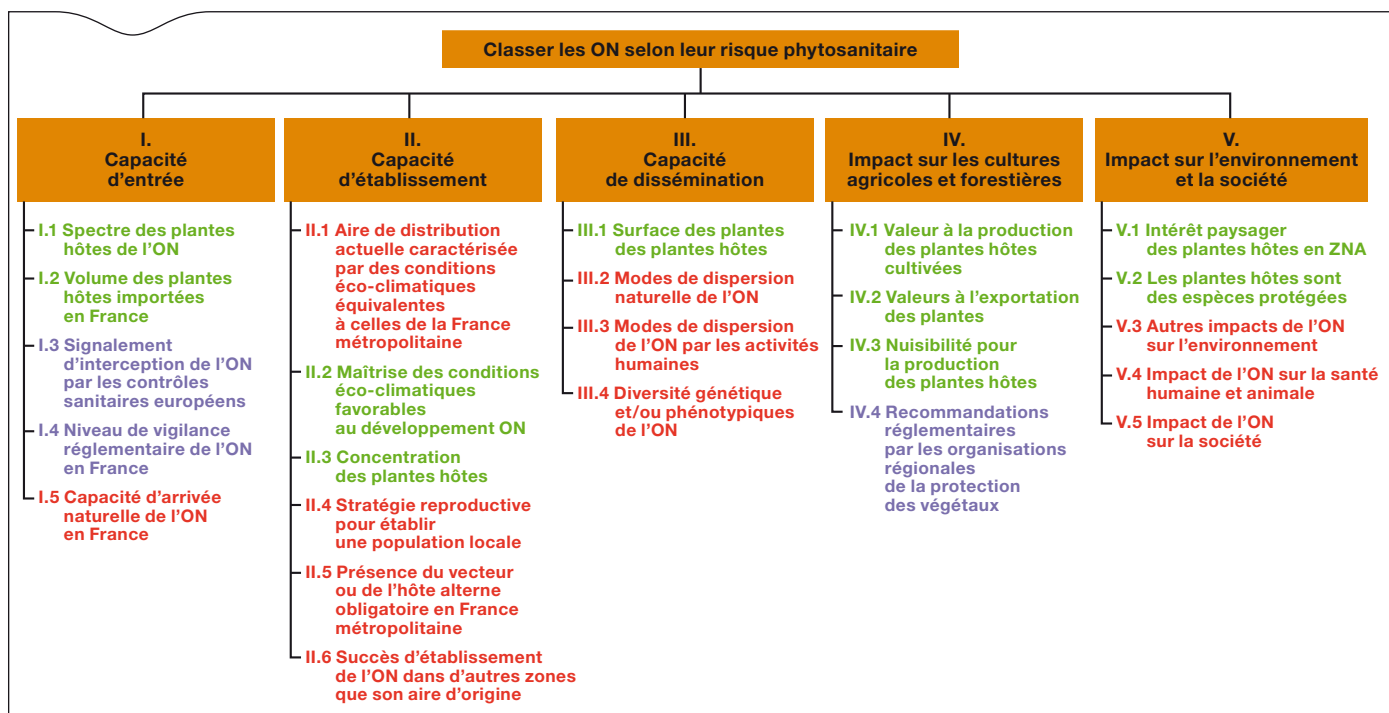 Classer les ON selon leur risque phytosanitaire
I.
Capacité
d'entrée
I.1 Spectre des plantes
hôtes de l'ON
I.2 Volume des plantes
hôtes importées
en France
I.3 Signalement
d'interception de l'ON
par les contrôles
sanitaires européens
I.4 Niveau de vigilance
réglementaire de l'ON
en France
I.5 Capacité d'arrivée
naturelle de l'ON
en France
II.
Capacité
d'établissement
II.1 Aire de distribution
actuelle caractérisée
par des conditions
éco-climatiques
équivalentes
à celles de la France
métropolitaine
II.2 Maîtrise des conditions
éco-climatiques
favorables
au développement ON
II.3 Concentration
des plantes hôtes
II.4 Stratégie reproductive
pour établir
une population locale
II.5 Présence du vecteur
ou de l'hôte alterne
obligatoire en France
métropolitaine
II.6 Succès d'établissement
de l'ON dans d'autres zones
que son aire d'origine
III.
Capacité
de dissémination
III.1 Surface des plantes
des plantes hôtes
III.2 Modes de dispersion
naturelle de l'ON
III.3 Modes de dispersion
de l'ON par les activités
humaines
III.4 Diversité génétique
et/ou phénotypiques
de l'ON
IV.
Impact sur les cultures
agricoles et forestières
IV.1 Valeur à la production
des plantes hôtes
cultivées
IV.2 Valeurs à l'exportation
des plantes
IV.3 Nuisibilité pour
la production
des plantes hôtes
IV.4 Recommandations
réglementaires
par les organisations
régionales
de la protection
des végétaux
V.
Impact sur l'environnement
et la société
V.1 Intérêt paysager
des plantes hôtes en ZNA
V.2 Les plantes hôtes sont
des espèces protégées
V.3 Autres impacts de l'ON
sur l'environnement
V.4 Impact de l'ON sur la santé
humaine et animale
V.5 Impact de l'ON
sur la société